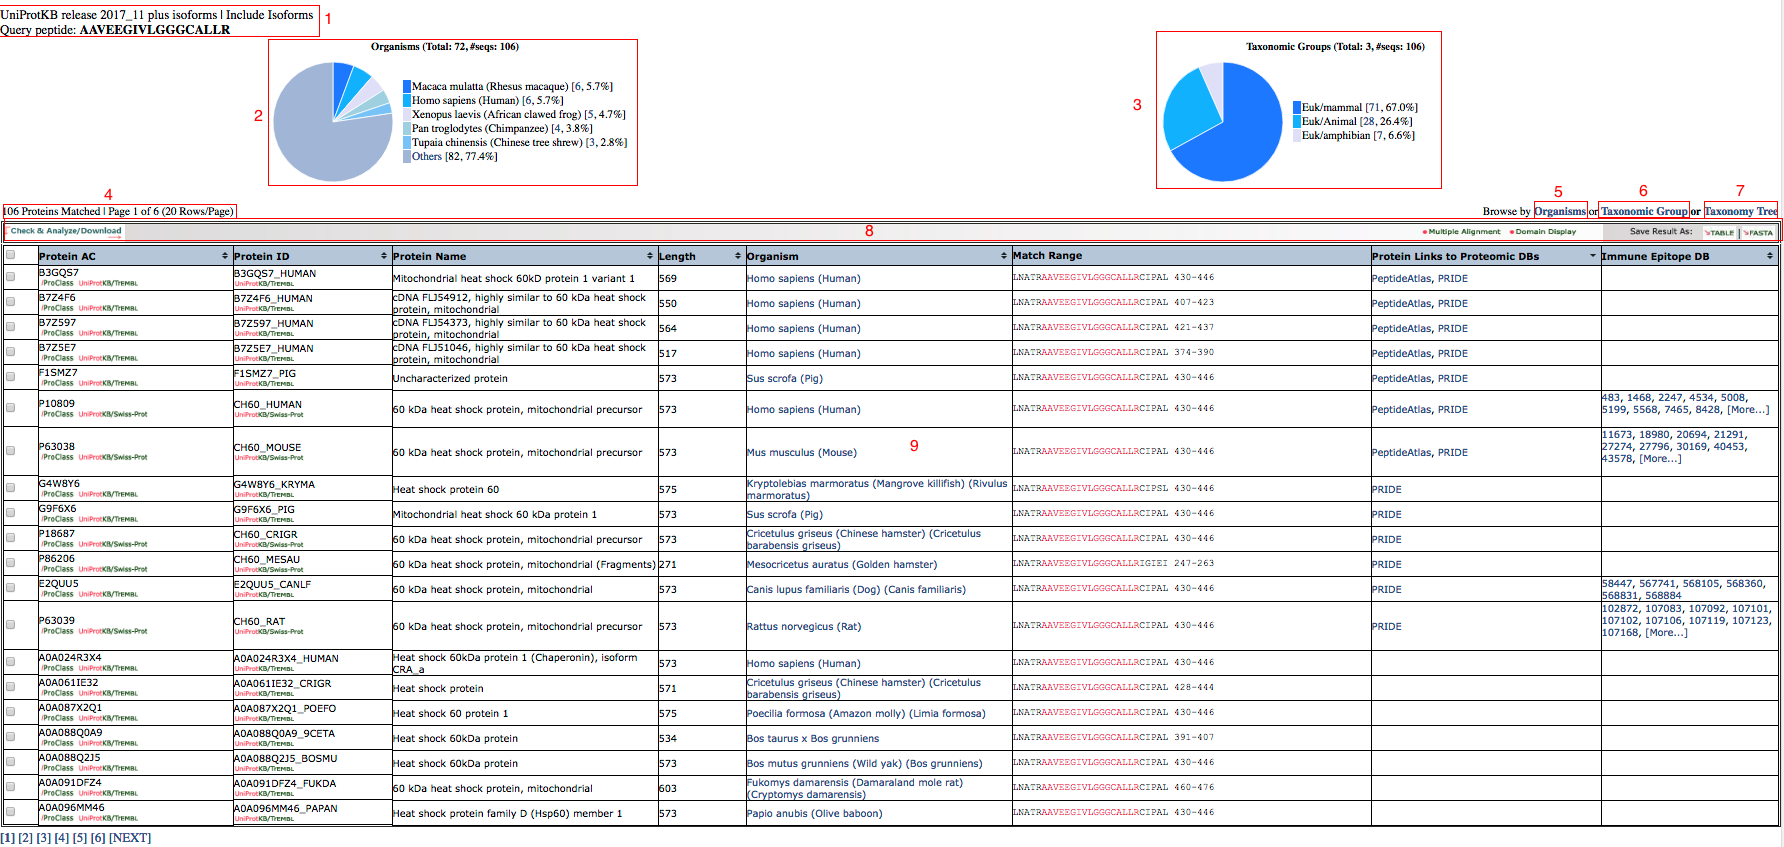 UniProtKB release 2017_11 plus isoforms | Include Isoforms
1
Query peptide: AAVEEGIVLGGGCALLR
Organisms (Total: 72, #seqs: 106)
Macaca mulatta (Rhesus macaque) [6, 5.7%]
Homo sapiens (Human) [6, 5.7%]
Xenopus laevis (African clawed frog) [5, 4.7%]
Pan troglodytes (Chimpanzee) [4, 3.8%]
Tupaia chinensis (Chinese tree shrew) [3, 2.8%]
Others [82, 77.4%]
2
Taxonomic Groups (Total: 3, #seqs: 106)
Euk/mammal [71, 67.0%]
Euk/Animal [28, 26.4%]
Euk/amphibian [7, 6.6%]
3
4
5 6 7
106 Proteins Matched | Page 1 of 6 (20 Rows/Page)
Browse by Organisms or Taxonomic Group or Taxonomy Tree
Check & Analyze/Download 8 Multiple Alignment Domain Display Save Result As: TABLE | FASTA
Protein AC Protein ID Protein Name Length Organism Match Range Protein Links to Proteomic DBs Immune Epitope DB
B3GQS7 B3GQS7_HUMAN Mitochondrial heat shock 60kD protein 1 variant 1 569 Homo sapiens (Human) LNATRAAVEEGIVLGGGCALLRCIPAL 430-446 PeptideAtlas, PRIDE
iProClass UniProtKB/TrEMBL UniProtKB/TrEMBL
B7Z4F6 B7Z4F6_HUMAN cDNA FLJ54912, highly similar to 60 kDa heat shock 550 Homo sapiens (Human) LNATRAAVEEGIVLGGGCALLRCIPAL 407-423 PeptideAtlas, PRIDE
iProClass UniProtKB/TrEMBL UniProtKB/TrEMBL protein, mitochondrial
B7Z597 B7Z597_HUMAN cDNA FLJ54373, highly similar to 60 kDa heat shock 564 Homo sapiens (Human) LNATRAAVEEGIVLGGGCALLRCIPAL 421-437 PeptideAtlas, PRIDE
iProClass UniProtKB/TrEMBL UniProtKB/TrEMBL protein, mitochondrial
B7Z5E7 B7Z5E7_HUMAN cDNA FLJ51046, highly similar to 60 kDa heat shock 517 Homo sapiens (Human) LNATRAAVEEGIVLGGGCALLRCIPAL 374-390 PeptideAtlas, PRIDE
iProClass UniProtKB/TrEMBL UniProtKB/TrEMBL protein, mitochondrial
F1SMZ7 F1SMZ7_PIG Uncharacterized protein 573 Sus scrofa (Pig) LNATRAAVEEGIVLGGGCALLRCIPAL 430-446 PeptideAtlas, PRIDE
iProClass UniProtKB/TrEMBL UniProtKB/TrEMBL
P10809 CH60_HUMAN 60 kDa heat shock protein, mitochondrial precursor 573 Homo sapiens (Human) LNATRAAVEEGIVLGGGCALLRCIPAL 430-446 PeptideAtlas, PRIDE 483, 1468, 2247, 4534, 5008,
iProClass UniProtKB/Swiss-Prot UniProtKB/Swiss-Prot 5199, 5568, 7465, 8428, [More...]
P63038 CH60_MOUSE 60 kDa heat shock protein, mitochondrial precursor 573 Mus musculus (Mouse) 9 LNATRAAVEEGIVLGGGCALLRCIPAL 430-446 PeptideAtlas, PRIDE 11673, 18980, 20694, 21291,
iProClass UniProtKB/Swiss-Prot UniProtKB/Swiss-Prot 27274, 27796, 30169, 40453,
43578, [More...]
G4W8Y6 G4W8Y6_KRYMA Heat shock protein 60 575 Kryptolebias marmoratus (Mangrove killifish) (Rivulus LNATRAAVEEGIVLGGGCALLRCIPSL 430-446 PRIDE
iProClass UniProtKB/TrEMBL UniProtKB/TrEMBL marmoratus)
G9F6X6 G9F6X6_PIG Mitochondrial heat shock 60 kDa protein 1 573 Sus scrofa (Pig) LNATRAAVEEGIVLGGGCALLRCIPAL 430-446 PRIDE
iProClass UniProtKB/TrEMBL UniProtKB/TrEMBL
P18687 CH60_CRIGR 60 kDa heat shock protein, mitochondrial precursor 573 Cricetulus griseus (Chinese hamster) (Cricetulus LNATRAAVEEGIVLGGGCALLRCIPAL 430-446 PRIDE
iProClass UniProtKB/Swiss-Prot UniProtKB/Swiss-Prot barabensis griseus)
P86206 CH60_MESAU 60 kDa heat shock protein, mitochondrial (Fragments) 271 Mesocricetus auratus (Golden hamster) LNATRAAVEEGIVLGGGCALLRIGIEI 247-263 PRIDE
iProClass UniProtKB/Swiss-Prot UniProtKB/Swiss-Prot
E2QUU5 E2QUU5_CANLF 60 kDa heat shock protein, mitochondrial 573 Canis lupus familiaris (Dog) (Canis familiaris) LNATRAAVEEGIVLGGGCALLRCIPAL 430-446 PRIDE 58447, 567741, 568105, 568360,
iProClass UniProtKB/TrEMBL UniProtKB/TrEMBL 568831, 568884
P63039 CH60_RAT 60 kDa heat shock protein, mitochondrial precursor 573 Rattus norvegicus (Rat) LNATRAAVEEGIVLGGGCALLRCIPAL 430-446 PRIDE 102872, 107083, 107092, 107101,
iProClass UniProtKB/Swiss-Prot UniProtKB/Swiss-Prot 107102, 107106, 107119, 107123,
107168, [More...]
A0A024R3X4 A0A024R3X4_HUMAN Heat shock 60kDa protein 1 (Chaperonin), isoform 573 Homo sapiens (Human) LNATRAAVEEGIVLGGGCALLRCIPAL 430-446
iProClass UniProtKB/TrEMBL UniProtKB/TrEMBL CRA_a
A0A061IE32 A0A061IE32_CRIGR Heat shock protein 571 Cricetulus griseus (Chinese hamster) (Cricetulus LNATRAAVEEGIVLGGGCALLRCIPAL 428-444
iProClass UniProtKB/TrEMBL UniProtKB/TrEMBL barabensis griseus)
A0A087X2Q1 A0A087X2Q1_POEFO Heat shock 60 protein 1 575 Poecilia formosa (Amazon molly) (Limia formosa) LNATRAAVEEGIVLGGGCALLRCIPAL 430-446
iProClass UniProtKB/TrEMBL UniProtKB/TrEMBL
A0A088Q0A9 A0A088Q0A9_9CETA Heat shock 60kDa protein 534 Bos taurus x Bos grunniens LNATRAAVEEGIVLGGGCALLRCIPAL 391-407
iProClass UniProtKB/TrEMBL UniProtKB/TrEMBL
A0A088Q2J5 A0A088Q2J5_BOSMU Heat shock 60kDa protein 573 Bos mutus grunniens (Wild yak) (Bos grunniens) LNATRAAVEEGIVLGGGCALLRCIPAL 430-446
iProClass UniProtKB/TrEMBL UniProtKB/TrEMBL
A0A091DFZ4 A0A091DFZ4_FUKDA 60 kDa heat shock protein, mitochondrial 603 Fukomys damarensis (Damaraland mole rat) LNATRAAVEEGIVLGGGCALLRCIPAL 460-476
iProClass UniProtKB/TrEMBL UniProtKB/TrEMBL (Cryptomys damarensis)
A0A096MM46 A0A096MM46_PAPAN Heat shock protein family D (Hsp60) member 1 573 Papio anubis (Olive baboon) LNATRAAVEEGIVLGGGCALLRCIPAL 430-446
iProClass UniProtKB/TrEMBL UniProtKB/TrEMBL
[1] [2] [3] [4] [5] [6] [NEXT]